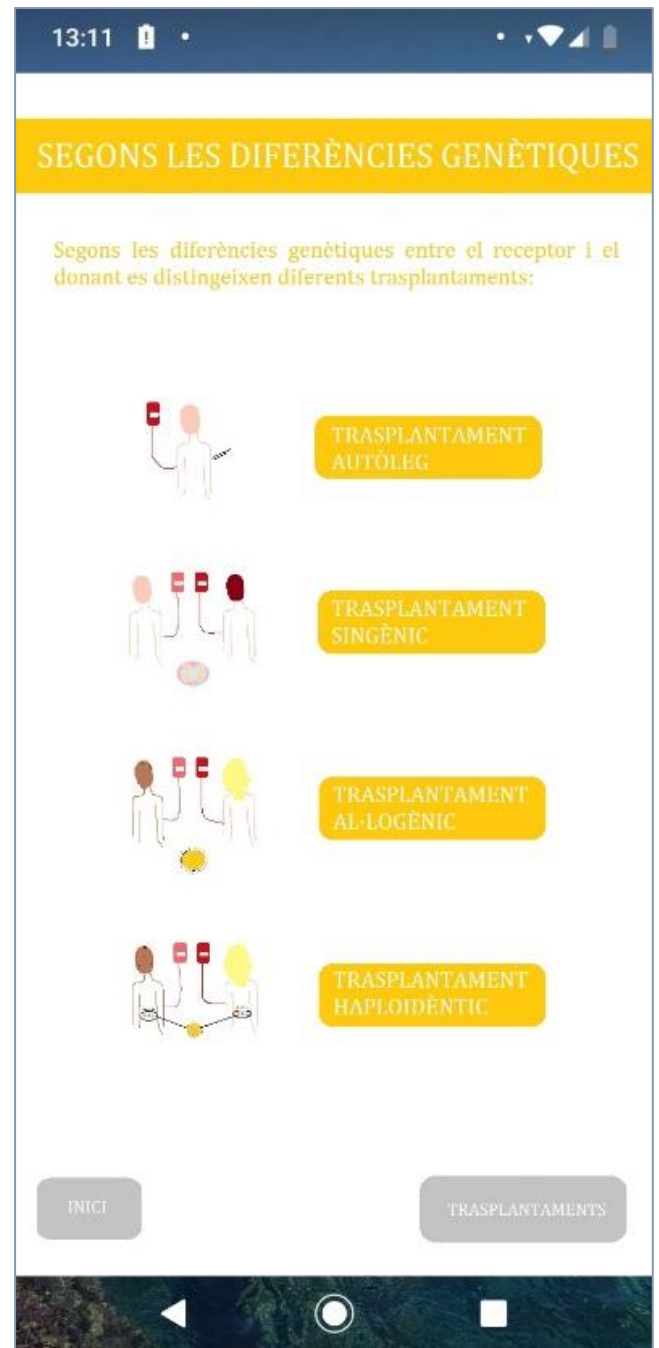 13:11
SEGONS LES DIFERÈNCIES GENÈTIQUES
Segons les diferències genètiques entre el receptor i el
donant es distingeixen diferents trasplantaments:
TRASPLANTAMENT
AUTÒLEG
TRASPLANTAMENT
SINGÈNIC
TRASPLANTAMENT
AL·LOGÈNIC
TRASPLANTAMENT
HAPLOIDÈNTIC
INICI
TRASPLANTAMENTS